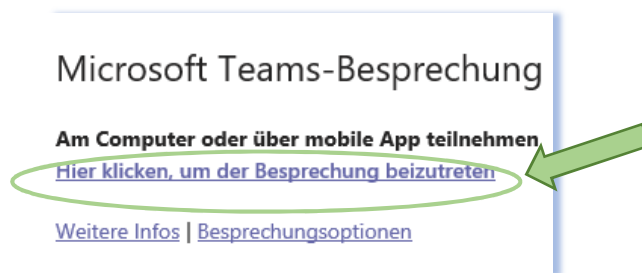 Microsoft Teams-Besprechung
Am Computer oder über mobile App teilnehmen
Hier klicken, um der Besprechung beizutreten
Weitere Infos | Besprechungsoptionen